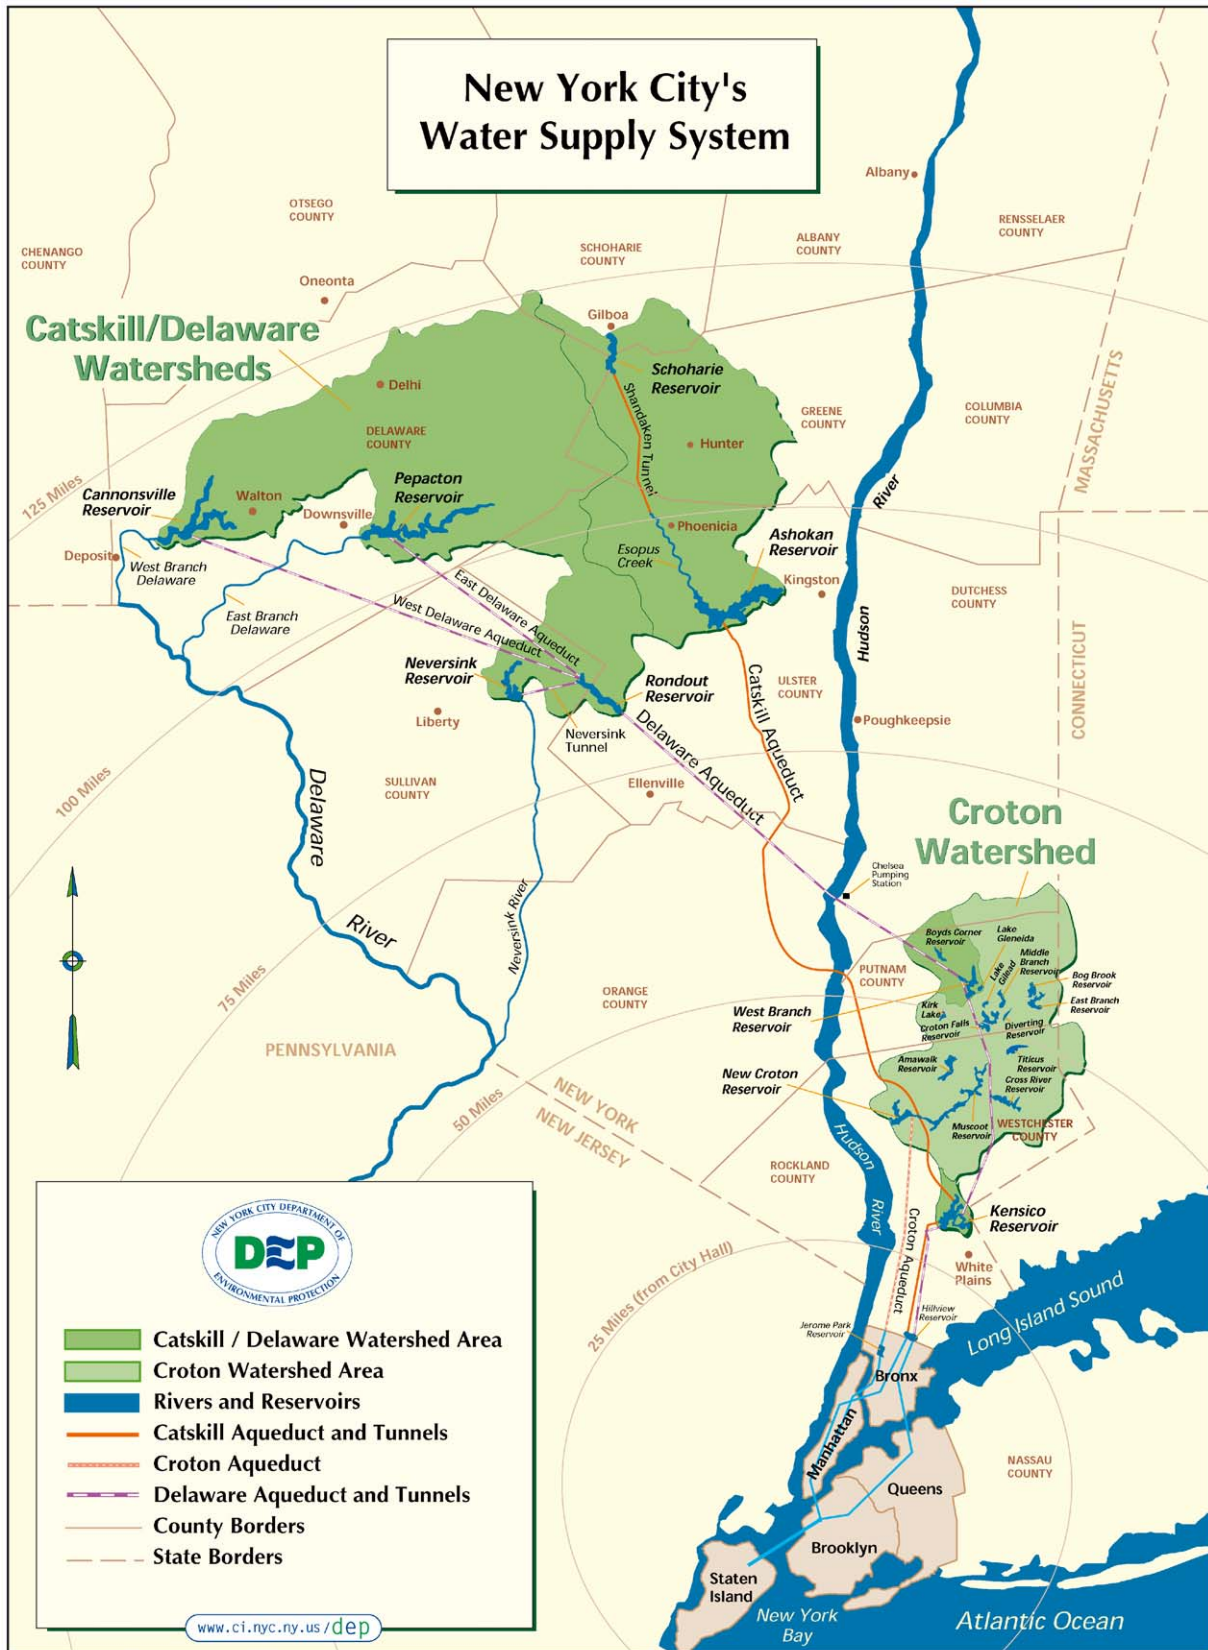 New York City's
Water Supply System
Albany
RENSSELAER
COUNTY
OTSEGO
COUNTY
ALBANY
COUNTY
SCHOHARIE
COUNTY
CHENANGO
COUNTY
Oneonta
Gilboa
Catskill/Delaware
Watersheds
Schoharie
Reservoir
Delhi
MASSACHUSETTS
Shandaken Tunnel
GREENE
COUNTY
COLUMBIA
COUNTY
DELAWARE
COUNTY
Hunter
125 Miles
Cannonsville
Reservoir
Walton
Pepacton
Reservoir
River
Downsville
Phoenicia
Ashokan
Reservoir
Deposit
West Branch
Delaware
Esopus
Creek
Kingston
DUTCHESS
COUNTY
East Branch
Delaware
East Delaware Aqueduct
West Delaware Aqueduct
Hudson
Neversink
Reservoir
Rondout
Reservoir
Catskill Aqueduct
ULSTER
COUNTY
CONNECTICUT
Liberty
Neversink
Tunnel
Delaware Aqueduct
Poughkeepsie
100 Miles
SULLIVAN
COUNTY
Delaware
Ellenville
Croton
Watershed
Chelsea
Pumping
Station
River
Neversink River
Boyds Corner
Reservoir
Lake
Gleneida
Middle
Branch
Reservoir
Lake
Gilead
Bog Brook
Reservoir
East Branch
Reservoir
75 Miles
ORANGE
COUNTY
PUTNAM
COUNTY
West Branch
Reservoir
Kirk
Lake
Croton Falls
Reservoir
Diverting
Reservoir
PENNSYLVANIA
Amawalk
Reservoir
Titicus
Reservoir
New Croton
Reservoir
Cross River
Reservoir
50 Miles
NEW YORK
NEW JERSEY
Muscoot
Reservoir
WESTCHESTER
COUNTY
Hudson
River
ROCKLAND
COUNTY
Croton Aqueduct
Kensico
Reservoir
25 Miles (from City Hall)
White
Plains
Long Island Sound
Hillview
Reservoir
Jerome Park
Reservoir
Bronx
Manhattan
NASSAU
COUNTY
Queens
Brooklyn
Staten
Island
New York
Bay
Atlantic Ocean
NEW YORK CITY DEPARTMENT OF
DEP
ENVIRONMENTAL PROTECTION
Catskill / Delaware Watershed Area
Croton Watershed Area
Rivers and Reservoirs
Catskill Aqueduct and Tunnels
Croton Aqueduct
Delaware Aqueduct and Tunnels
County Borders
State Borders
www.ci.nyc.ny.us/dep